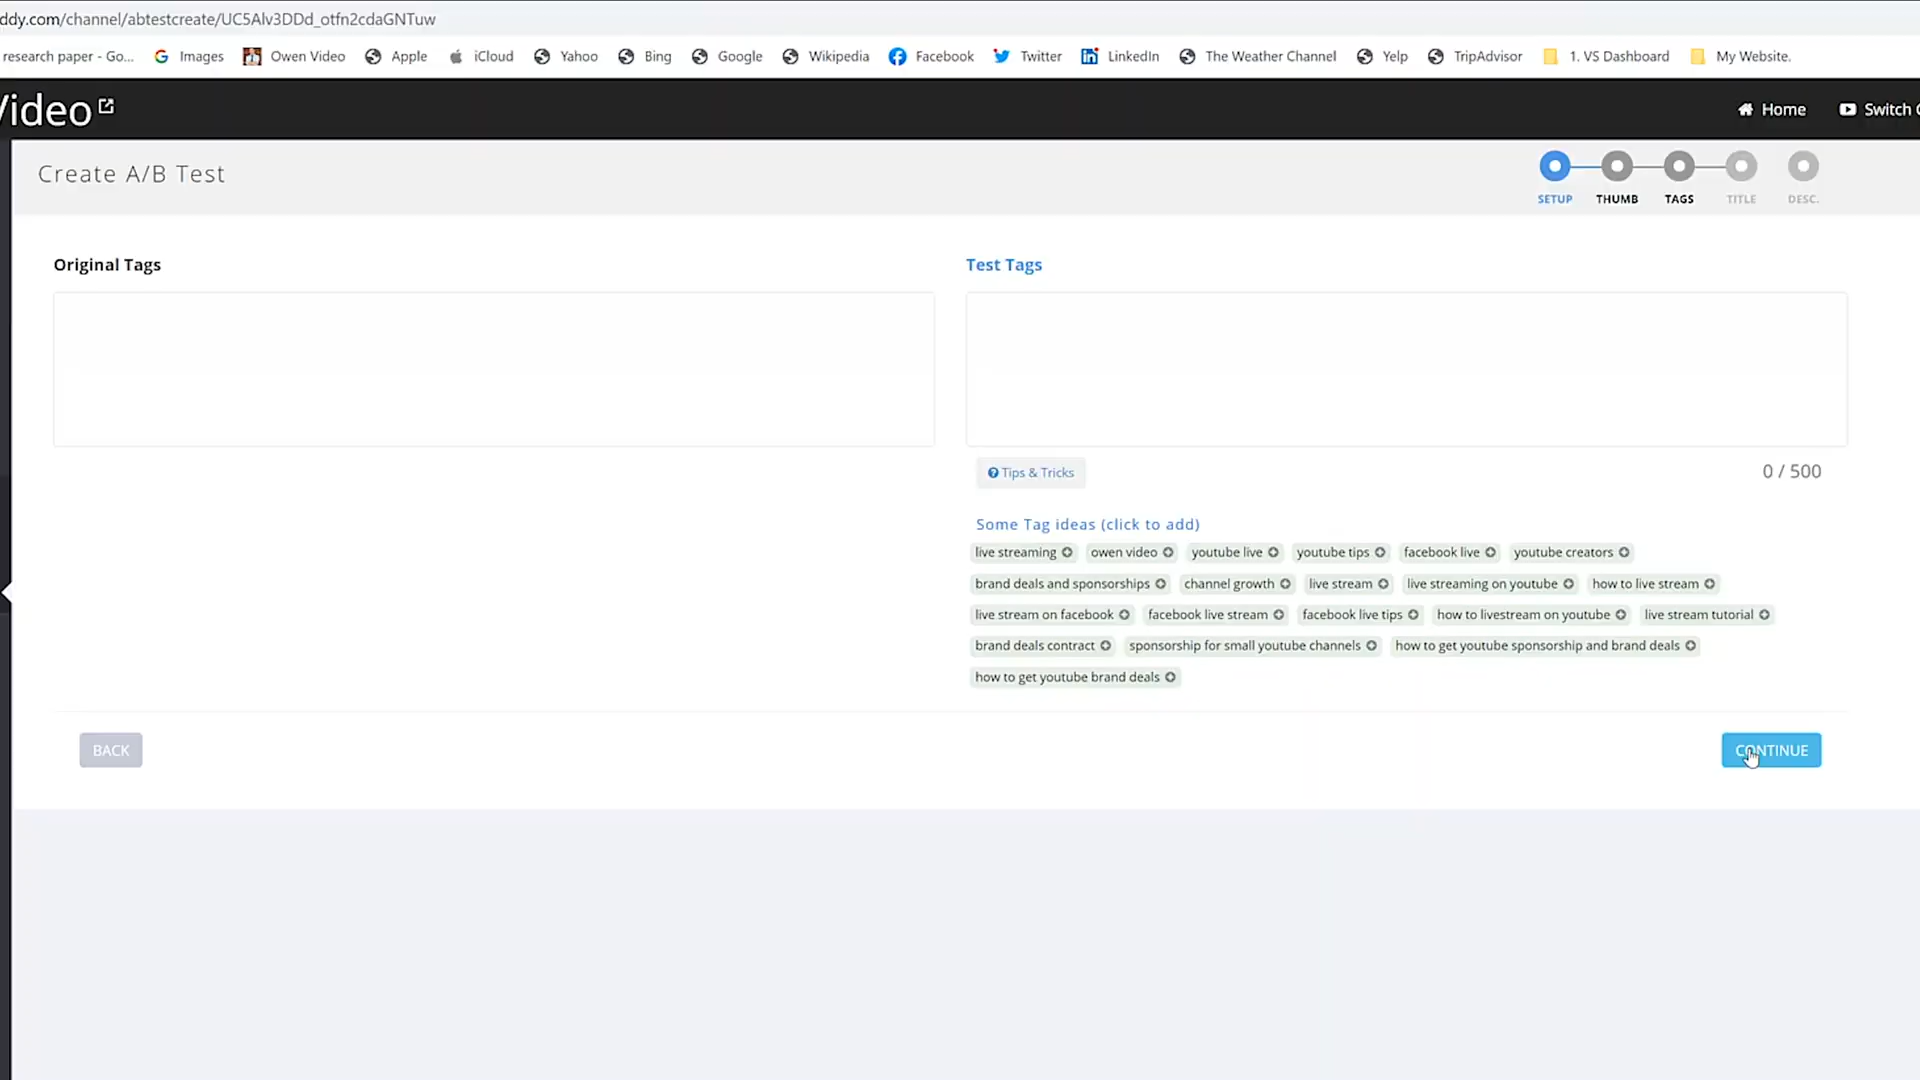 ddy.com/channel/abtestcreate/UC5Alv3DDd_otfn2cdaGNTuw
research paper - Go... Images Owen Video Apple iCloud Yahoo Bing Google Wikipedia Facebook Twitter LinkedIn The Weather Channel Yelp TripAdvisor 1. VS Dashboard My Website.
Video Home Switch
Create A/B Test
SETUP THUMB TAGS TITLE DESC.
Original Tags Test Tags
Tips & Tricks 0 / 500
Some Tag ideas (click to add)
live streaming owen video youtube live youtube tips facebook live youtube creators
brand deals and sponsorships channel growth live stream live streaming on youtube how to live stream
live stream on facebook facebook live stream facebook live tips how to livestream on youtube live stream tutorial
brand deals contract sponsorship for small youtube channels how to get youtube sponsorship and brand deals
how to get youtube brand deals
BACK CONTINUE